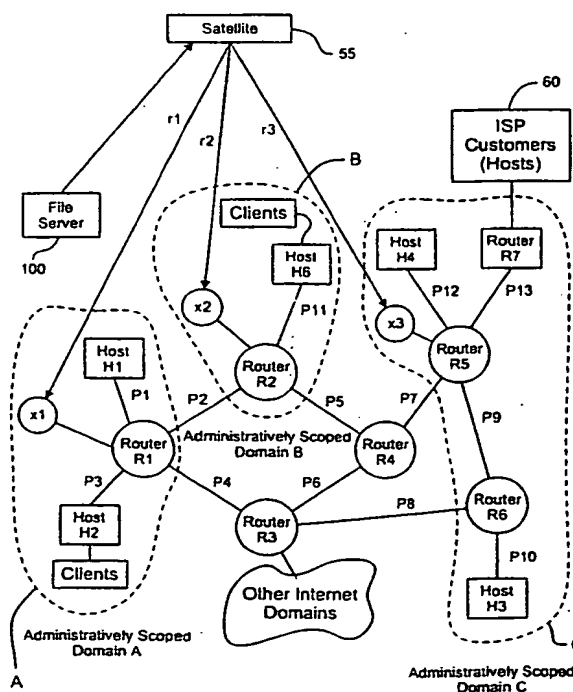 Satellite
55
60
r1
r2
r3
ISP
Customers
(Hosts)
B
File
Server
100
Clients
Host
H6
Host
H4
Router
R7
x2
P11
P12
P13
x3
Host
H1
Router
R2
Router
R5
P1
P2
P5
P7
x1
Router
R1
Administratively Scoped
Domain B
Router
R4
P9
P3
P4
P6
P8
Host
H2
Router
R3
Router
R6
Clients
P10
Other Internet
Domains
Host
H3
Administratively Scoped
Domain A
A
Administratively Scoped
Domain C